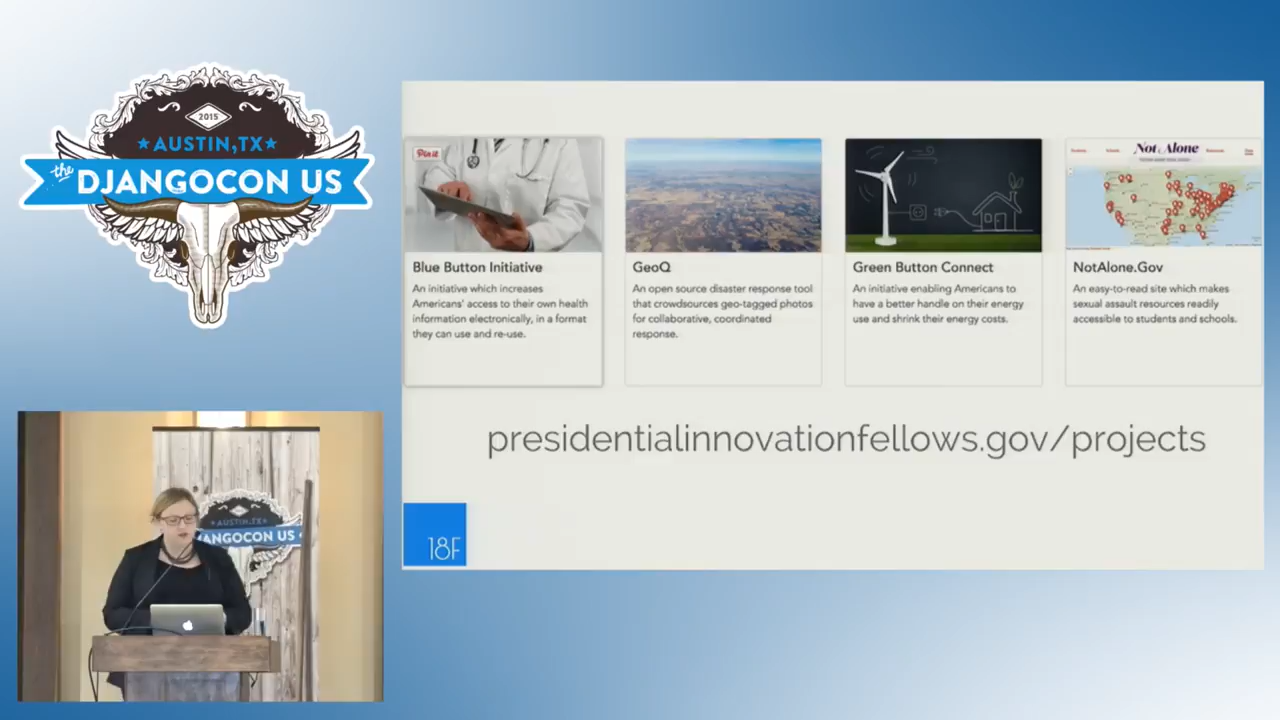 2015
AUSTIN,TX
the
DJANGOCON US
Pin it
Not Alone
Blue Button Initiative
An initiative which increases
Americans' access to their own health
information electronically, in a format
they can use and re-use.
GeoQ
An open source disaster response tool
that crowdsources geo-tagged photos
for collaborative, coordinated
response.
Green Button Connect
An initiative enabling Americans to
have a better handle on their energy
use and shrink their energy costs.
NotAlone.Gov
An easy-to-read site which makes
sexual assault resources readily
accessible to students and schools.
presidentialinnovationfellows.gov/projects
18F
AUSTIN,TX
ANGOCON US